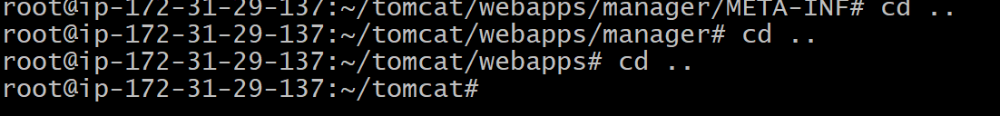 root@ip-172-31-29-137:~/tomcat/webapps/manager/META-INF# cd ..
root@ip-172-31-29-137:~/tomcat/webapps/manager# cd ..
root@ip-172-31-29-137:~/tomcat/webapps# cd ..
root@ip-172-31-29-137:~/tomcat#